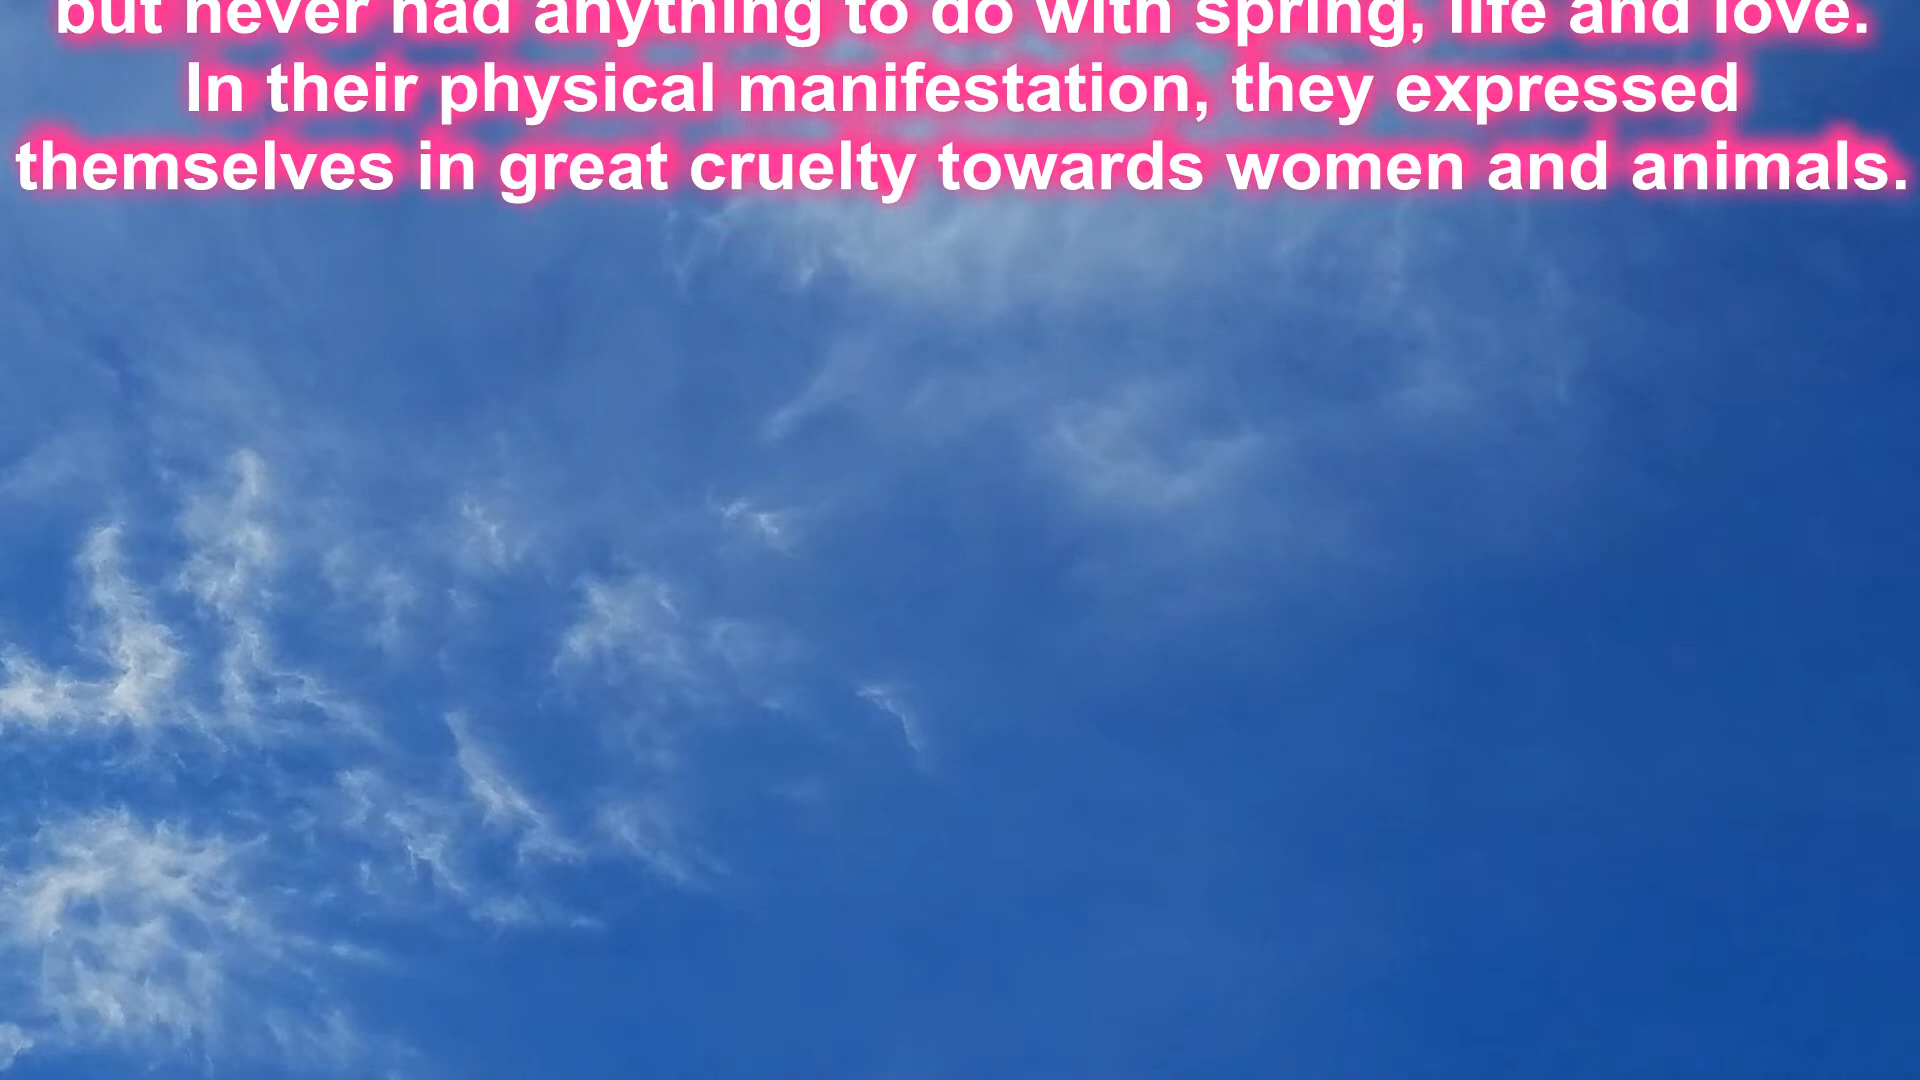 but never had anything to do with spring, life and love.
In their physical manifestation, they expressed
themselves in great cruelty towards women and animals.